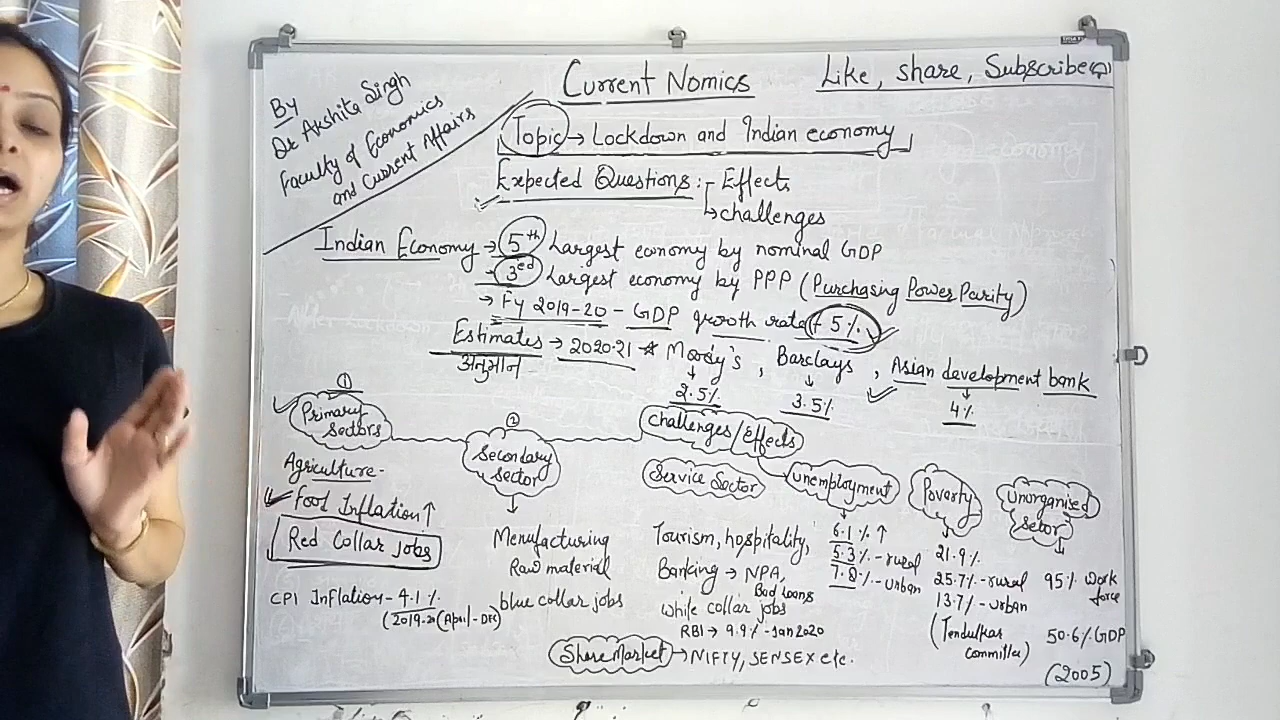 Current Nomics
Like, share, Subscribe
By
Dr Akshita Singh
Faculty of Economics
and Current Affairs
Topic → Lockdown and Indian economy
Expected Questions: Effects
↳ challenges
Indian Economy → 5th Largest economy by nominal GDP
→ 3ed Largest economy by PPP (Purchasing Power Parity)
→ Fy 2019-20 - GDP growth rate 5%
Estimates → 2020-21 Moody's, Barclays, Asian development bank
अनुमान
2.5%
3.5%
4%
Challenges/Effects
① Primary Sectors
Agriculture -
Food Inflation ↑
Red Collar jobs
CPI Inflation - 4.1%
(2019-20 (April-Dec)
② Secondary Sector
Menufacturing
Raw material
blue collar jobs
Service Sector
Tourism, hospitality,
Banking → NPA,
Bad loans
while collar jobs
RBI → 9.9% - Jan 2020
Share Market → NIFTY, SENSEX etc.
Unemployment
6.1% ↑
5.3% - rural
7.8% - urban
Poverty
21.9%
25.7% - rural
13.7% - urban
(Tendulkar
committee)
Unorganised
Setor
95% work
force
50.6% GDP
(2005)